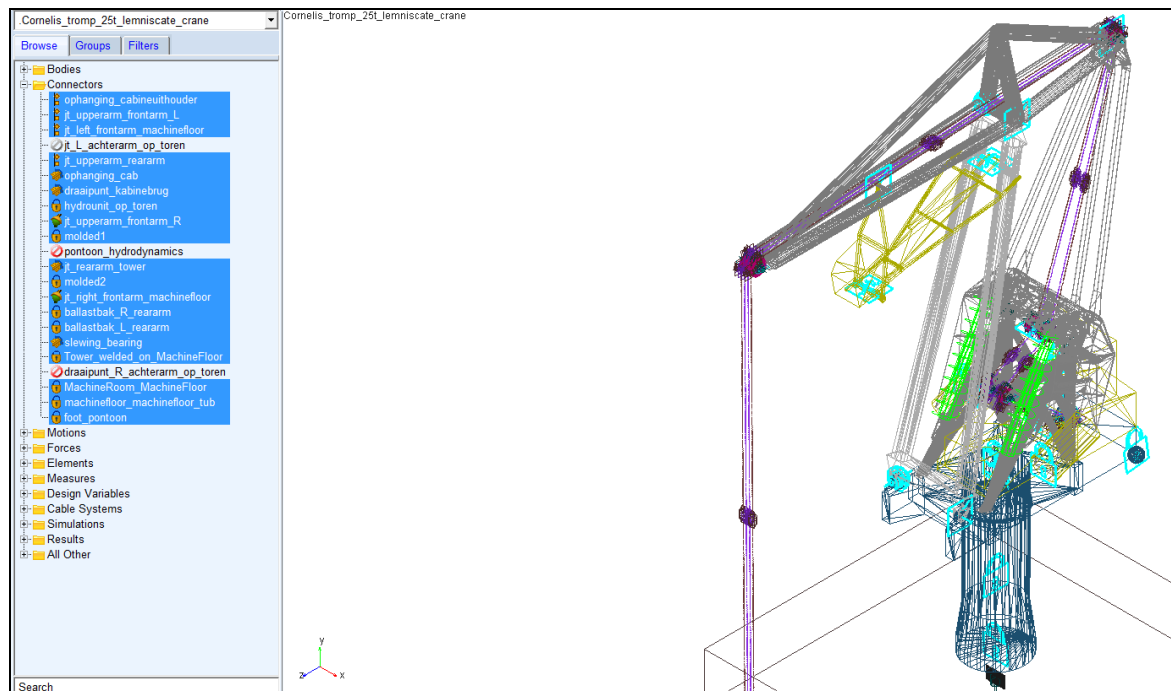 .Cornelis_tromp_25t_lemniscate_crane
Cornelis_tromp_25t_lemniscate_crane
Browse Groups Filters
Bodies
Connectors
ophanging_cabineuithouder
jt_upperarm_frontarm_L
jt_left_frontarm_machinefloor
jt_L_achterarm_op_toren
jt_upperarm_rearam
ophanging_cab
draaipunt_kabinebrug
hydrounit_op_toren
jt_upperarm_frontarm_R
molded1
pontoon_hydrodynamics
jt_reararm_tower
molded2
jt_right_frontarm_machinefloor
ballastbak_R_reararm
ballastbak_L_reararm
slewing_bearing
Tower_welded_on_MachineFloor
draaipunt_R_achterarm_op_toren
MachineRoom_MachineFloor
machinefloor_machinefloor_tub
foot_pontoon
Motions
Forces
Elements
Measures
Design Variables
Cable Systems
Simulations
Results
All Other
Search
y
z x